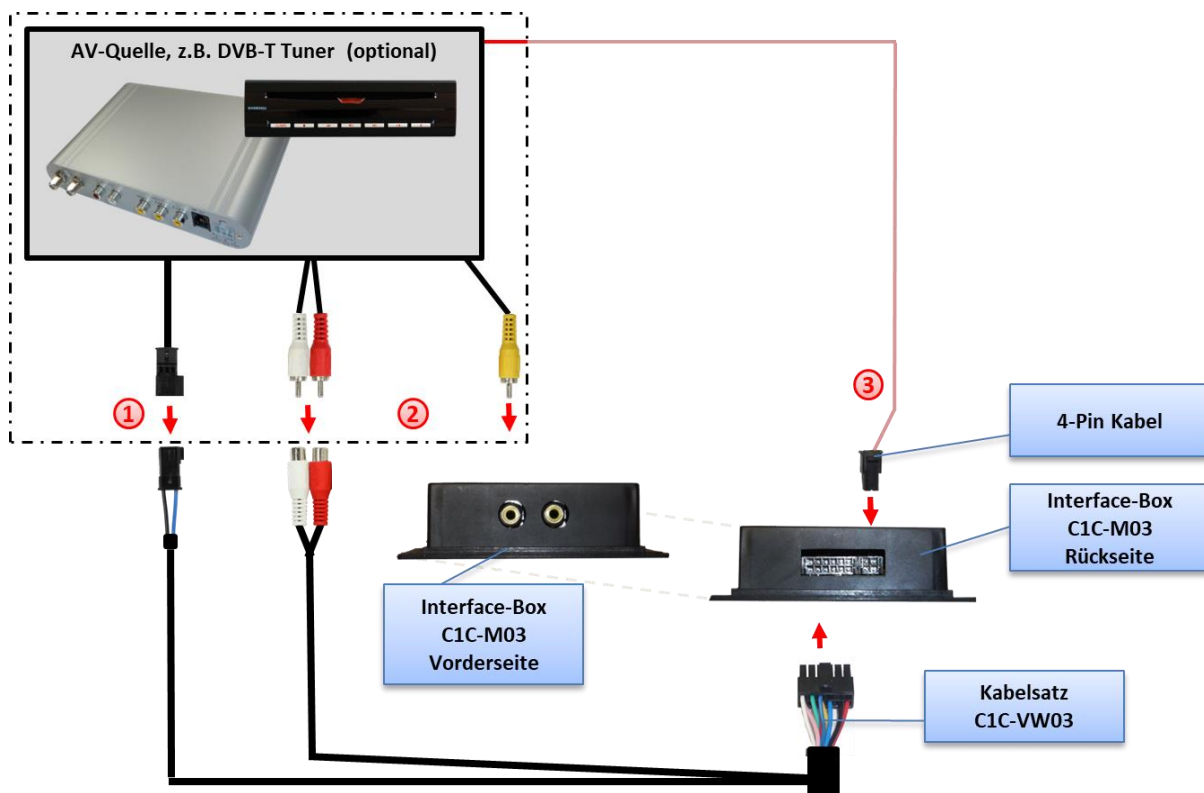 AV-Quelle, z.B. DVB-T Tuner (optional)
1
2
3
4-Pin Kabel
Interface-Box
C1C-M03
Rückseite
Interface-Box
C1C-M03
Vorderseite
Kabelsatz
C1C-VW03